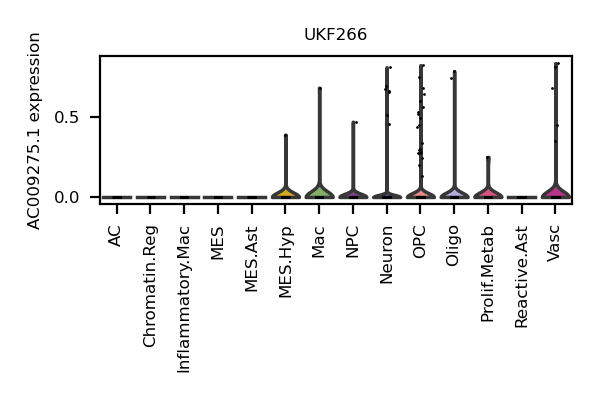 UKF266
AC009275.1 expression
0.5
0.0
AC
Chromatin.Reg
Inflammatory.Mac
MES
MES.Ast
MES.Hyp
Mac
NPC
Neuron
OPC
Oligo
Prolif.Metab
Reactive.Ast
Vasc